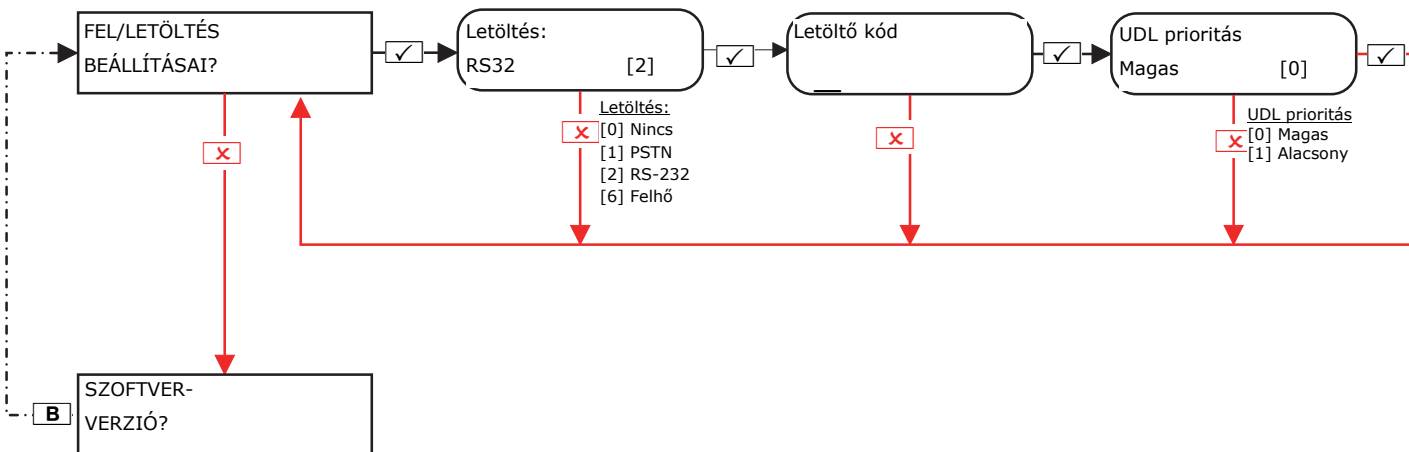 FEL/LETÖLTÉS
BEÁLLÍTÁSAI?
Letöltés:
RS32 [2]
Letöltő kód
UDL prioritás
Magas [0]
Letöltés:
[0] Nincs
[1] PSTN
[2] RS-232
[6] Felhő
UDL prioritás
[0] Magas
[1] Alacsony
SZOFTVER-
VERZIÓ?
B